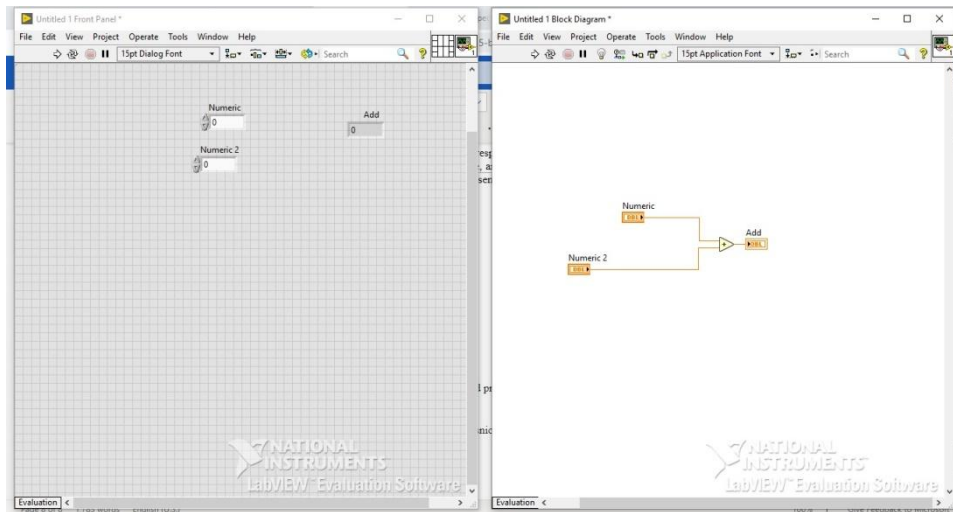 Untitled 1 Front Panel *
File Edit View Project Operate Tools Window Help
15pt Dialog Font
Search
Numeric
0
Add
0
Numeric 2
0
NATIONAL
INSTRUMENTS
LabVIEW™ Evaluation Software
Evaluation
Untitled 1 Block Diagram *
File Edit View Project Operate Tools Window Help
15pt Application Font
Search
Numeric
DBL
Add
DBL
Numeric 2
DBL
NATIONAL
INSTRUMENTS
LabVIEW™ Evaluation Software
Evaluation